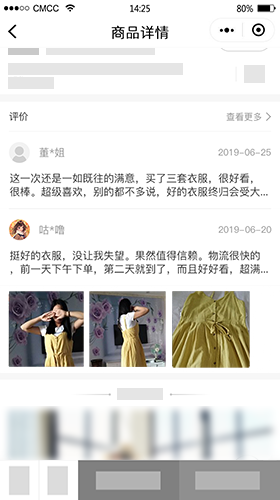 CMCC 14:25 80%
商品详情
评价 查看更多 >
董*姐 2019-06-25
这一次还是一如既往的满意，买了三套衣服，很好看，
很棒。超级喜欢，别的都不多说，好的衣服终归会受大...
咕*噜 2019-06-20
挺好的衣服，没让我失望。果然值得信赖。物流很快的
，前一天下午下单，第二天就到了，而且好好看，超满...